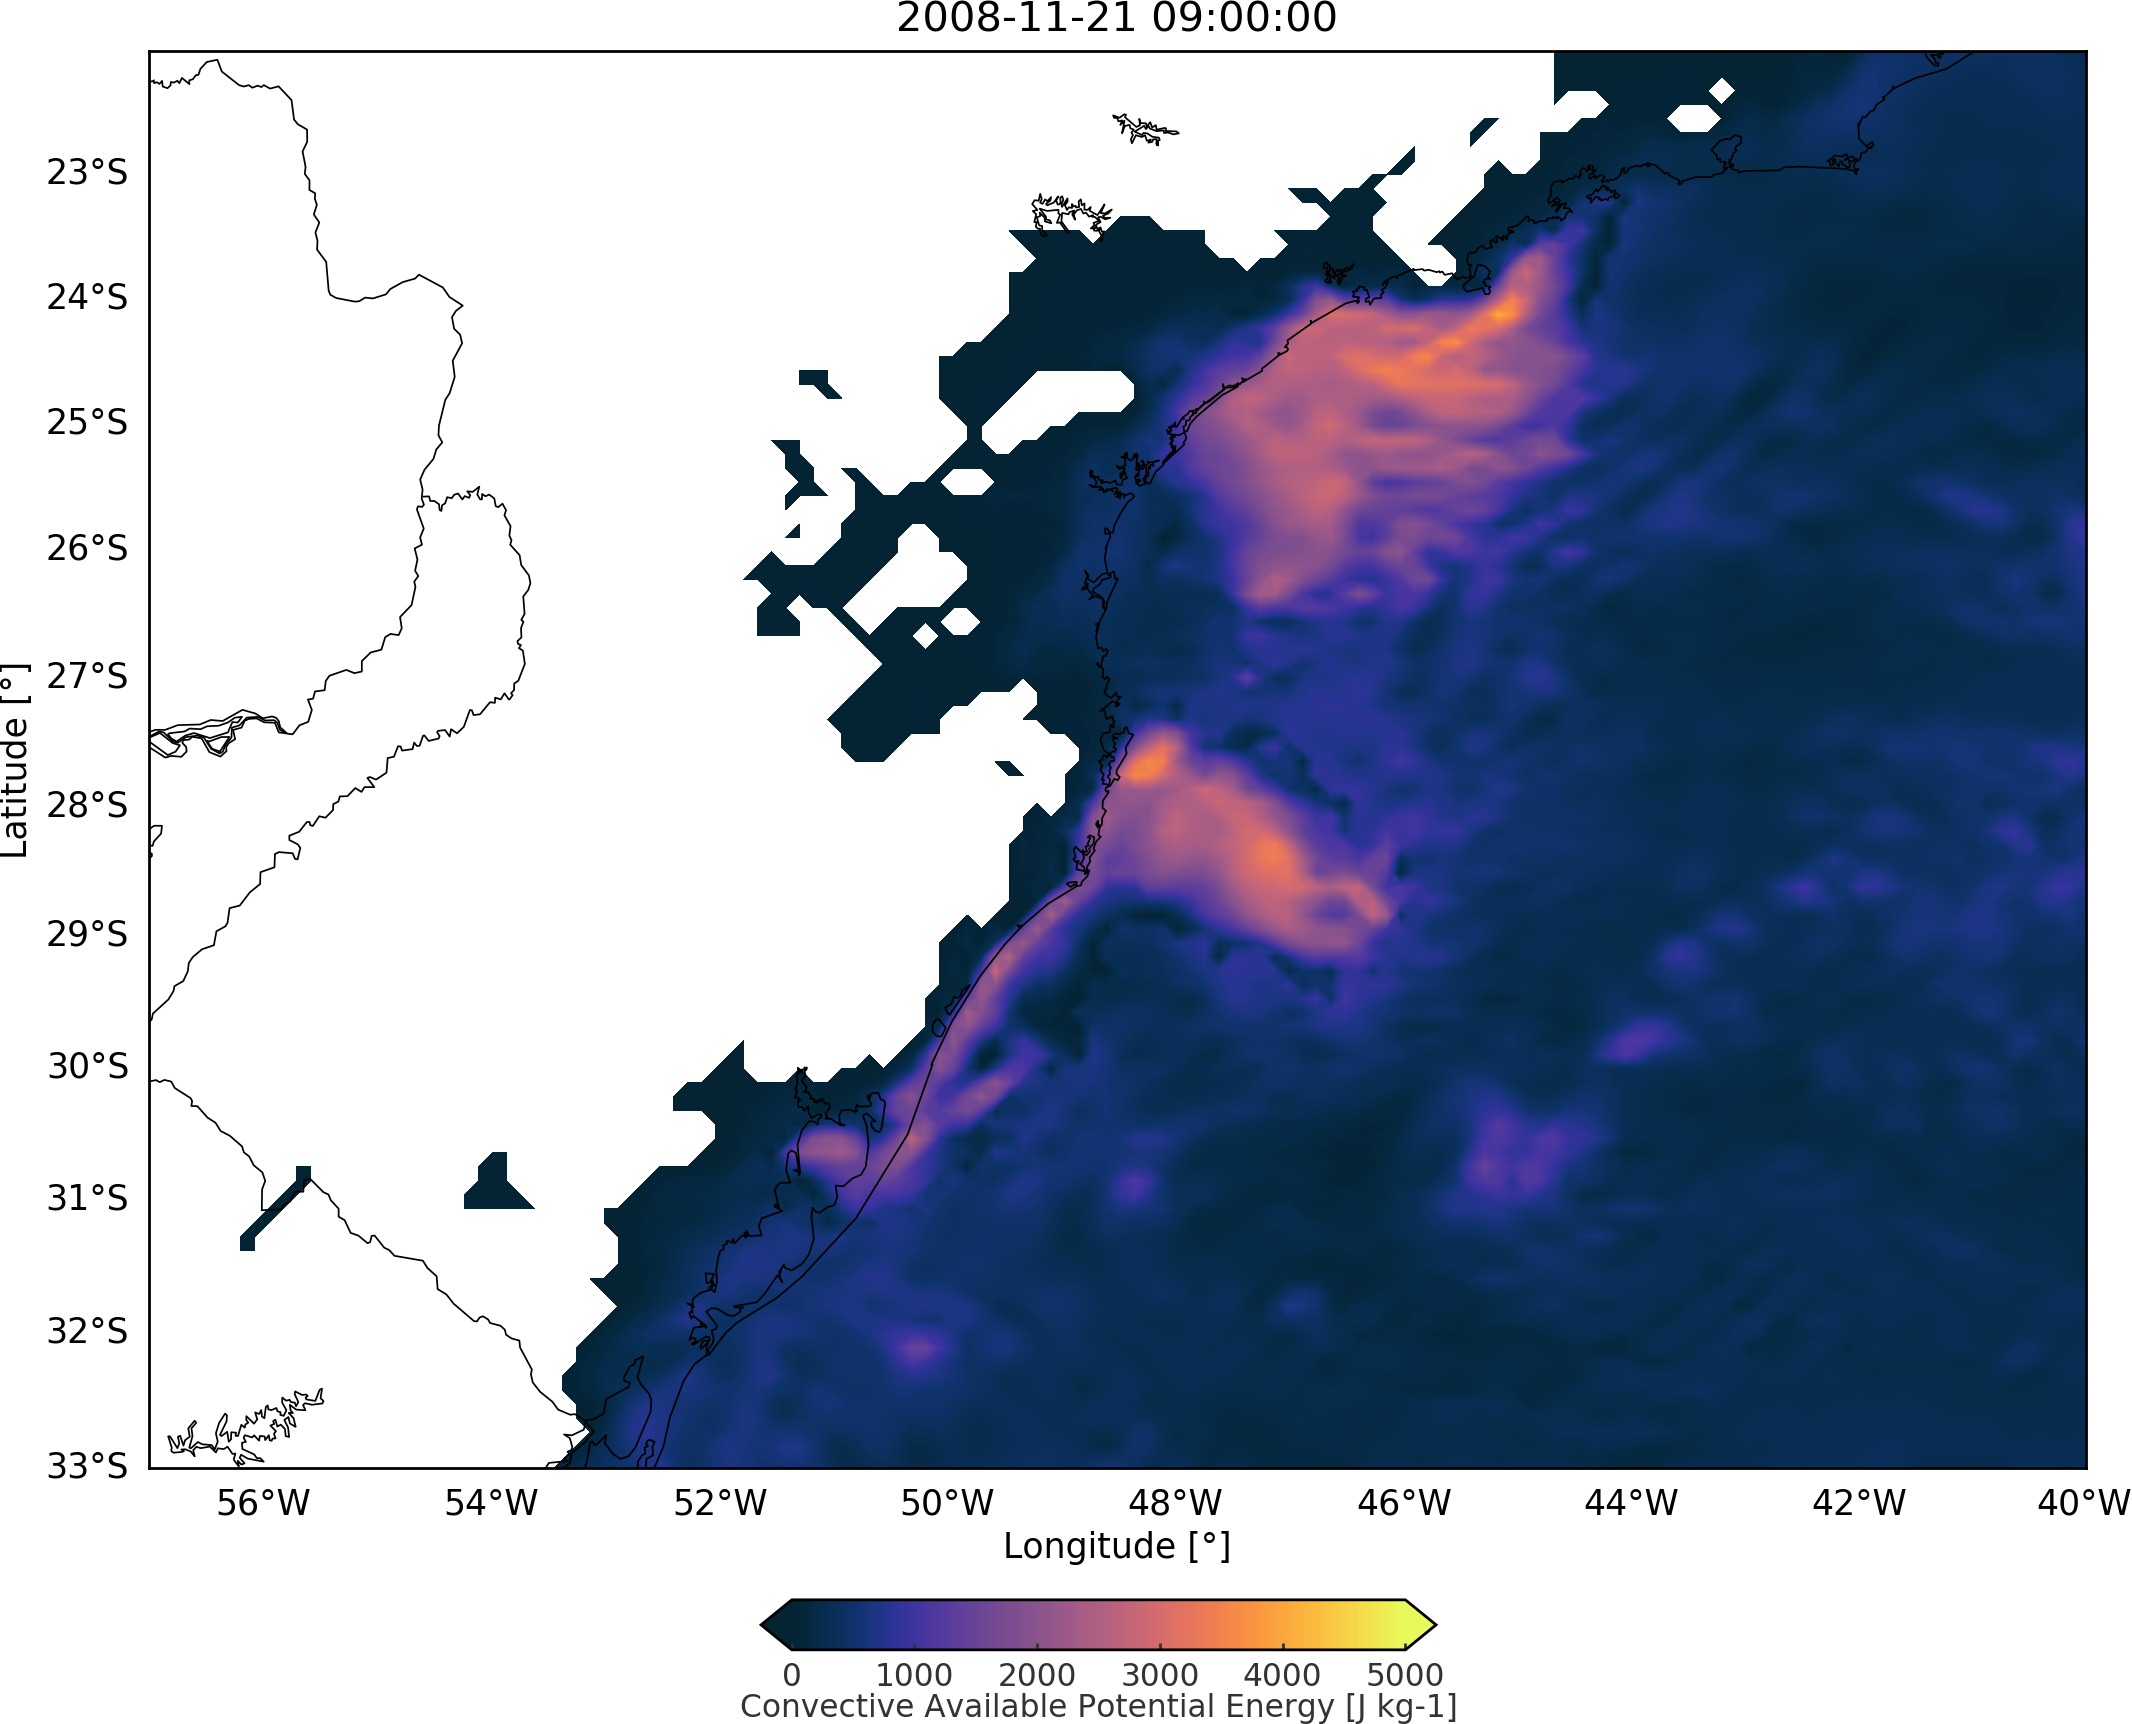 2008-11-21 09:00:00
Latitude [°]
23°S
24°S
25°S
26°S
27°S
28°S
29°S
30°S
31°S
32°S
33°S
56°W 54°W 52°W 50°W 48°W 46°W 44°W 42°W 40°W
Longitude [°]
0 1000 2000 3000 4000 5000
Convective Available Potential Energy [J kg-1]